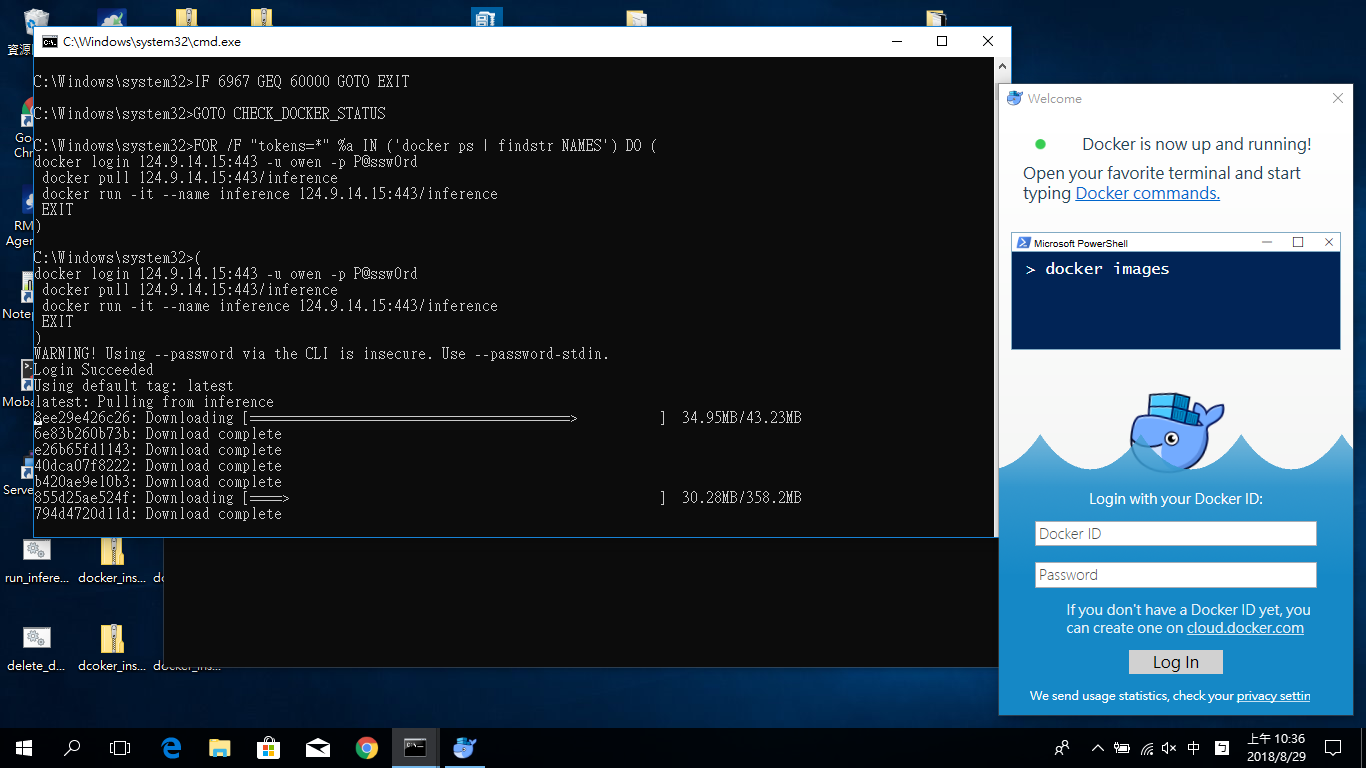 C:\Windows\system32\cmd.exe
C:\Windows\system32>IF 6967 GEQ 60000 GOTO EXIT
C:\Windows\system32>GOTO CHECK_DOCKER_STATUS
C:\Windows\system32>FOR /F "tokens=*" %a IN ('docker ps | findstr NAMES') DO (
docker login 124.9.14.15:443 -u owen -p P@ssw0rd
docker pull 124.9.14.15:443/inference
docker run -it --name inference 124.9.14.15:443/inference
EXIT
)
C:\Windows\system32>(
docker login 124.9.14.15:443 -u owen -p P@ssw0rd
docker pull 124.9.14.15:443/inference
docker run -it --name inference 124.9.14.15:443/inference
EXIT
)
WARNING! Using --password via the CLI is insecure. Use --password-stdin.
Login Succeeded
Using default tag: latest
latest: Pulling from inference
8ee29e426c26: Downloading [========================================>          ]  34.95MB/43.23MB
6e83b260b73b: Download complete
e26b65fd1143: Download complete
40dca07f8222: Download complete
b420ae9e10b3: Download complete
855d25ae524f: Downloading [====>                                              ]  30.28MB/358.2MB
794d4720d11d: Download complete
Welcome
Docker is now up and running!
Open your favorite terminal and start
typing Docker commands.
Microsoft PowerShell
> docker images
Login with your Docker ID:
Docker ID
Password
If you don't have a Docker ID yet, you
can create one on cloud.docker.com
Log In
We send usage statistics, check your privacy settin
資源
Go
Chr
RM
Agen
Note
Moba
Serve
run_infere...
docker_ins...
delete_d...
dcoker_ins...
docker_ins...
中
上午 10:36
2018/8/29